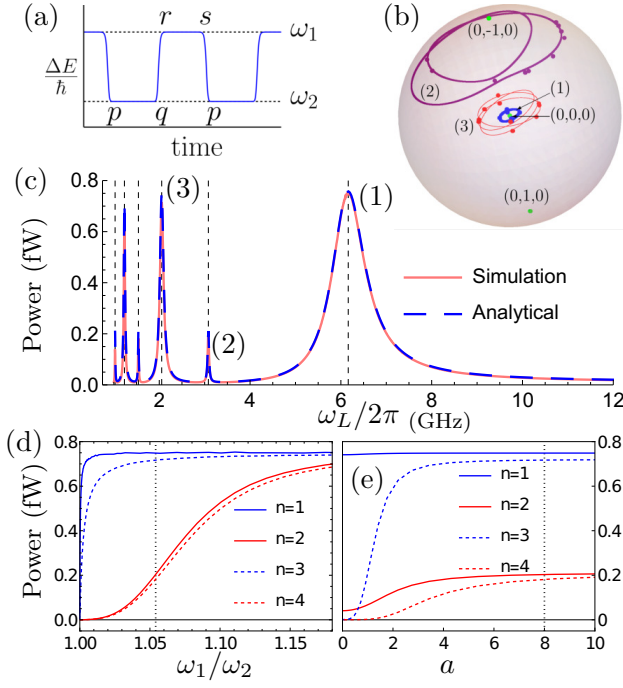 (a)
r s
ω₁
ΔE
ħ
ω₂
p q p
time
(b)
(0,-1,0)
(1)
(2)
(3)
(0,0,0)
(0,1,0)
(c)
0.8
0.6
0.4
0.2
0.0
Power (fW)
(3)
(2)
(1)
Simulation
Analytical
2 4 6 8 10 12
ω_L/2π (GHz)
(d)
0.8
0.6
0.4
0.2
0.0
Power (fW)
n=1
n=2
n=3
n=4
1.00 1.05 1.10 1.15
ω₁/ω₂
(e)
n=1
n=2
n=3
n=4
0.8
0.6
0.4
0.2
0
0 2 4 6 8 10
a